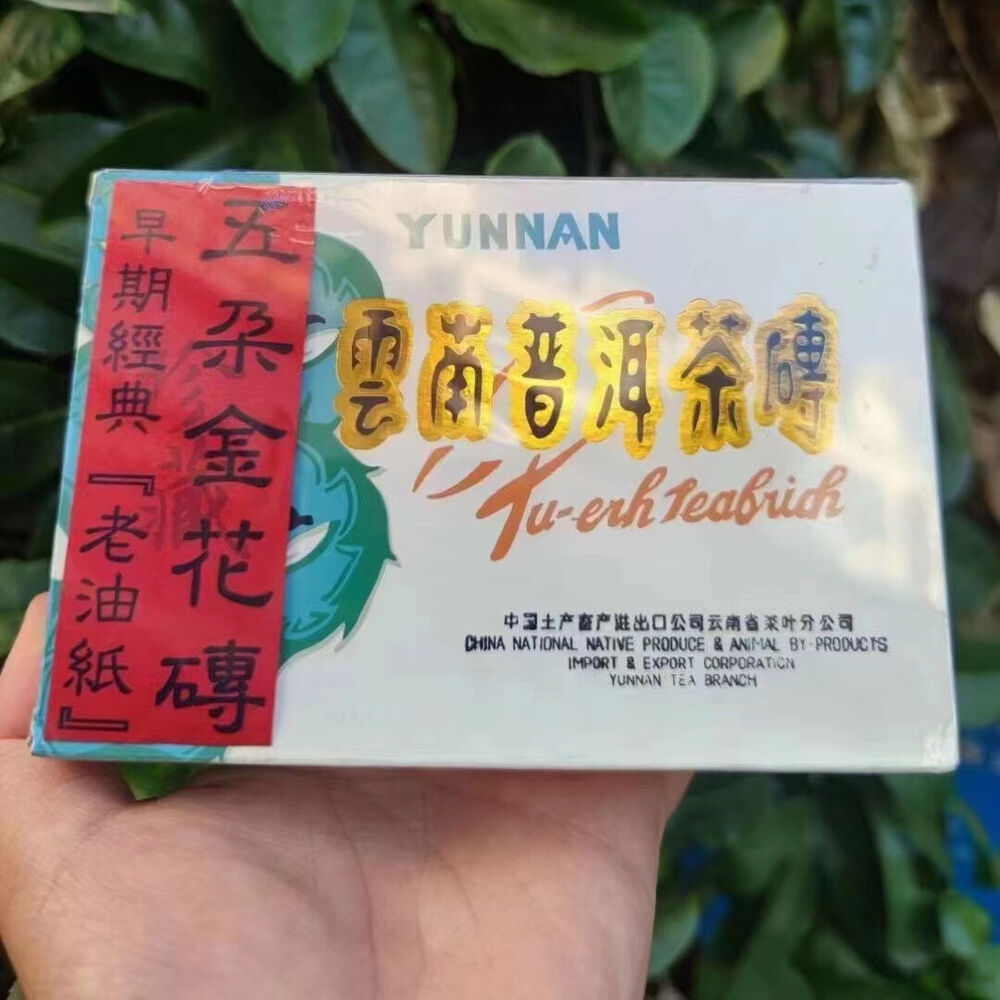 五朵金花磚
早期經典『老油紙』
YUNNAN
雲南普洱茶磚
Pu-erh Teabrich
中国土产畜产进出口公司云南省茶叶分公司
CHINA NATIONAL NATIVE PRODUCE & ANIMAL BY-PRODUCTS
IMPORT & EXPORT CORPORATION
YUNNAN TEA BRANCH